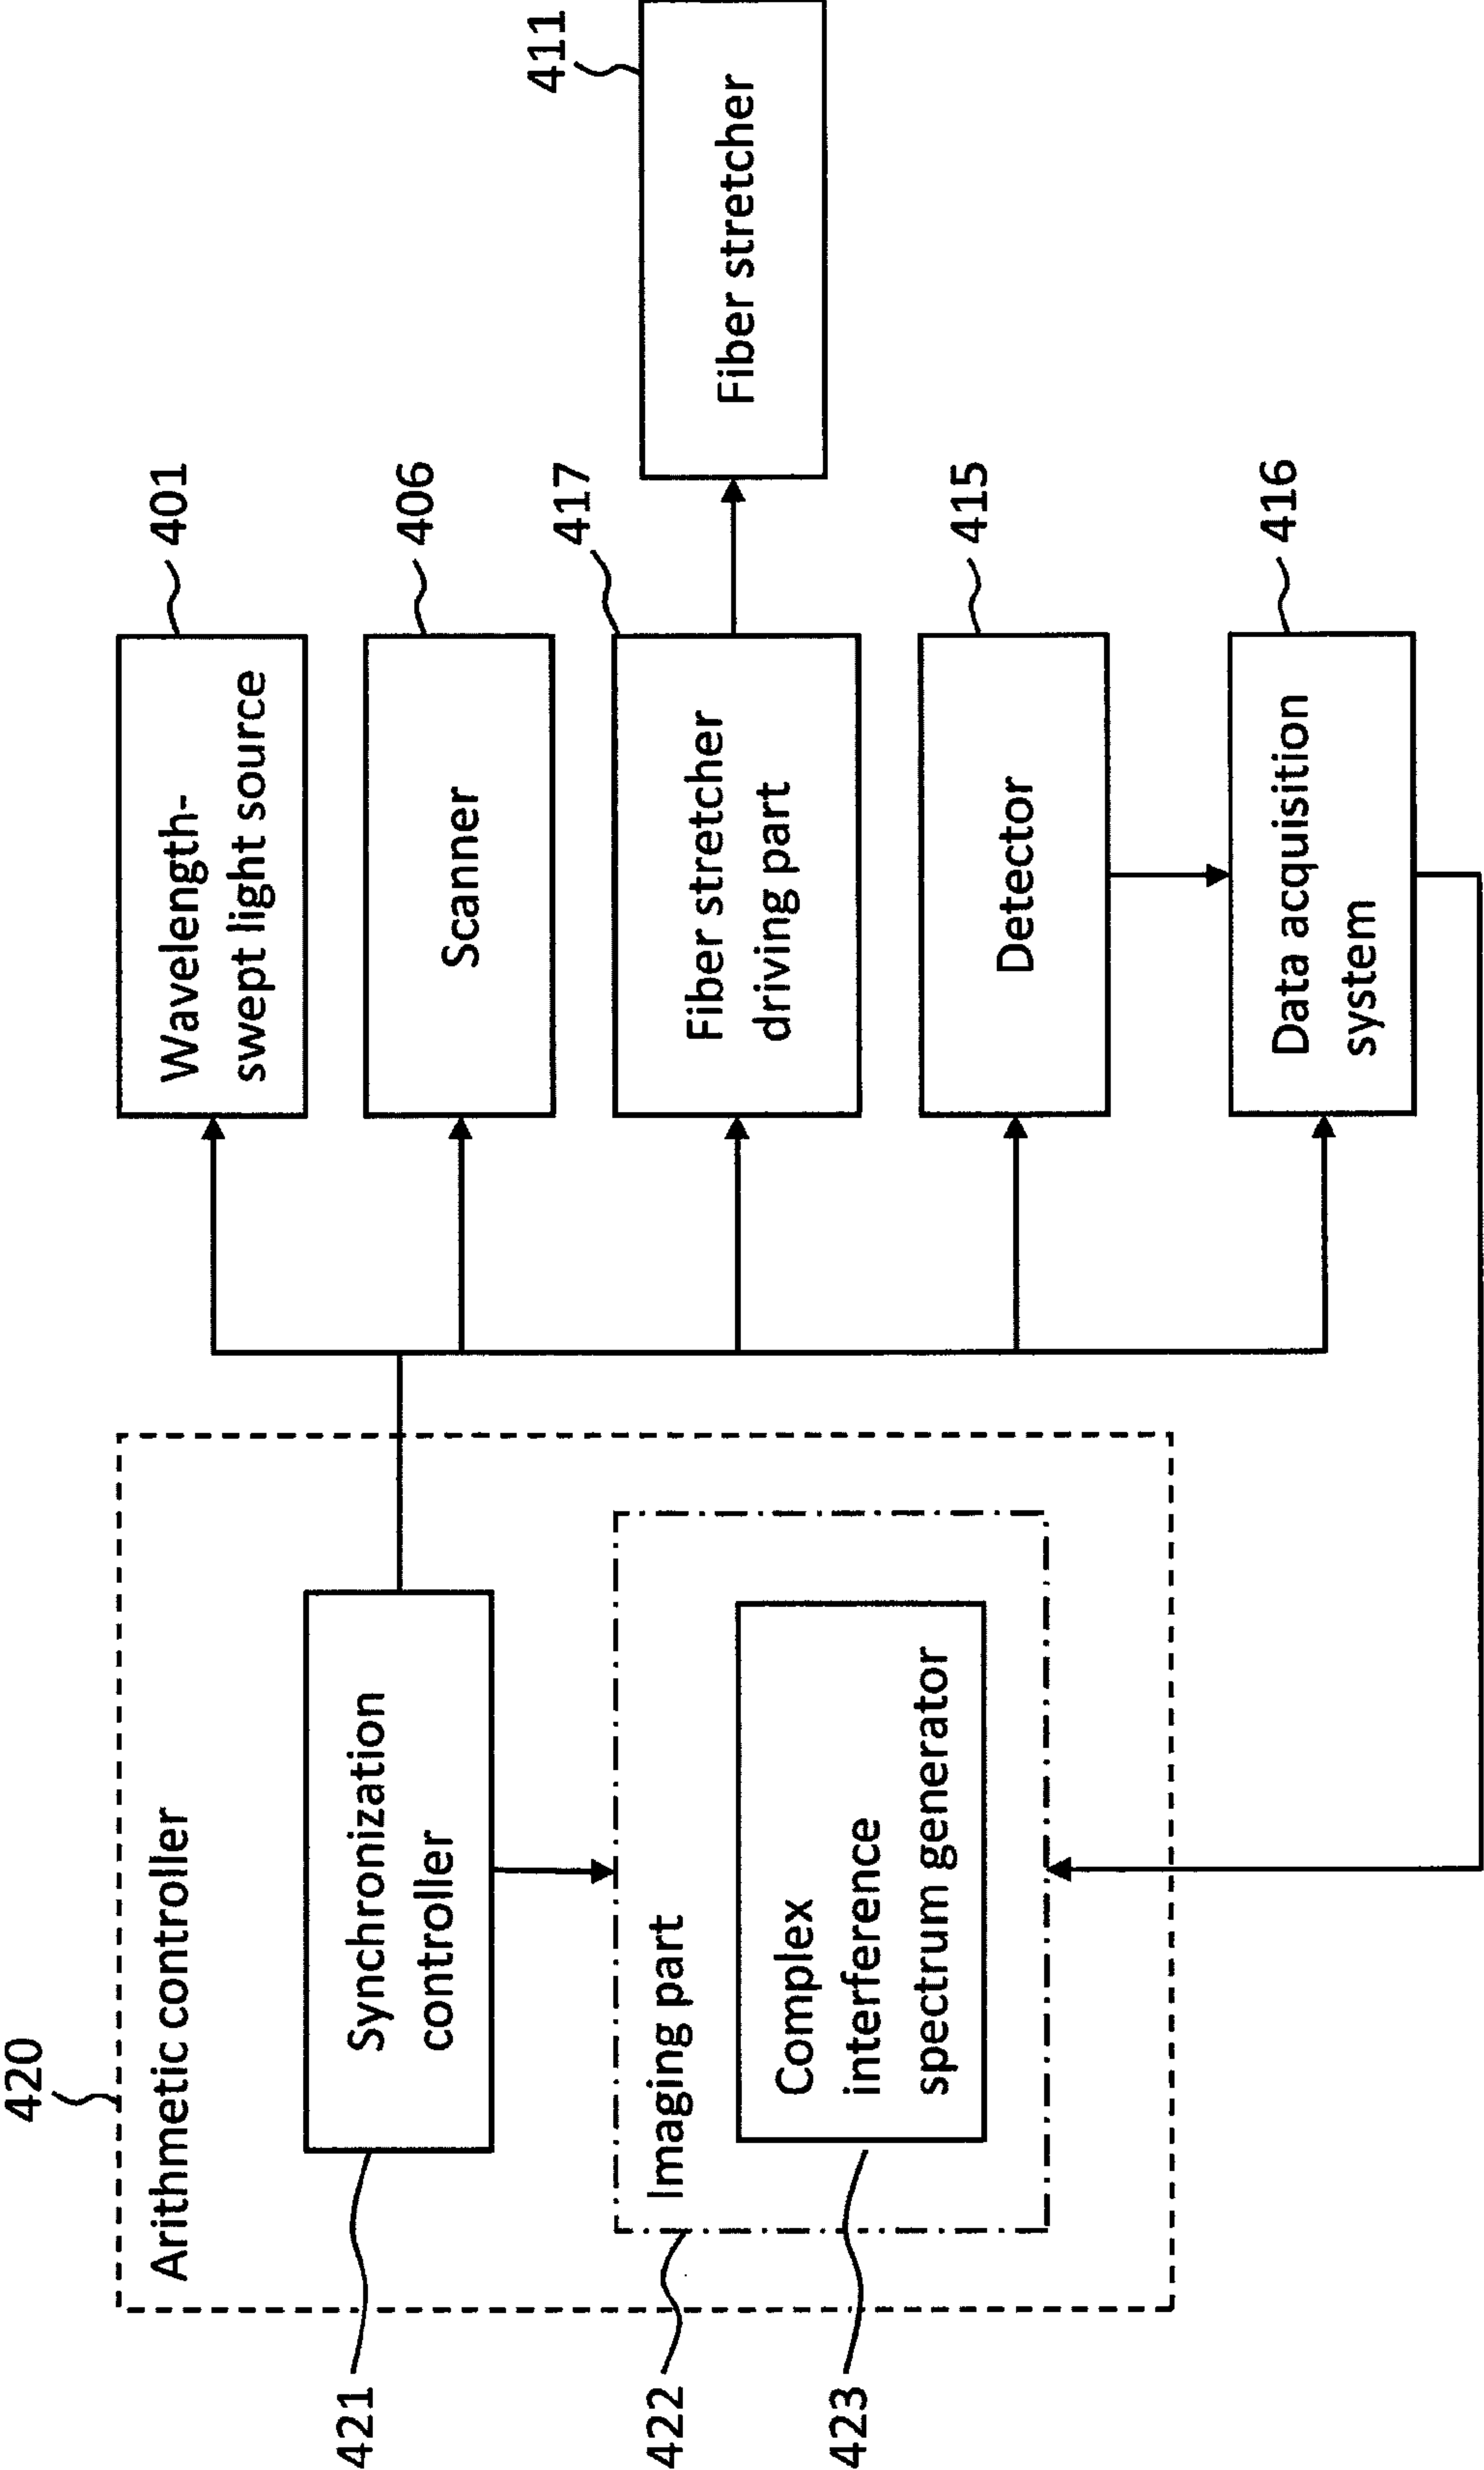 420
Arithmetic controller
421
Synchronization
controller
422
Imaging part
423
Complex
interference
spectrum generator
401
Wavelength-
swept light source
406
Scanner
417
Fiber stretcher
driving part
411
Fiber stretcher
415
Detector
416
Data acquisition
system